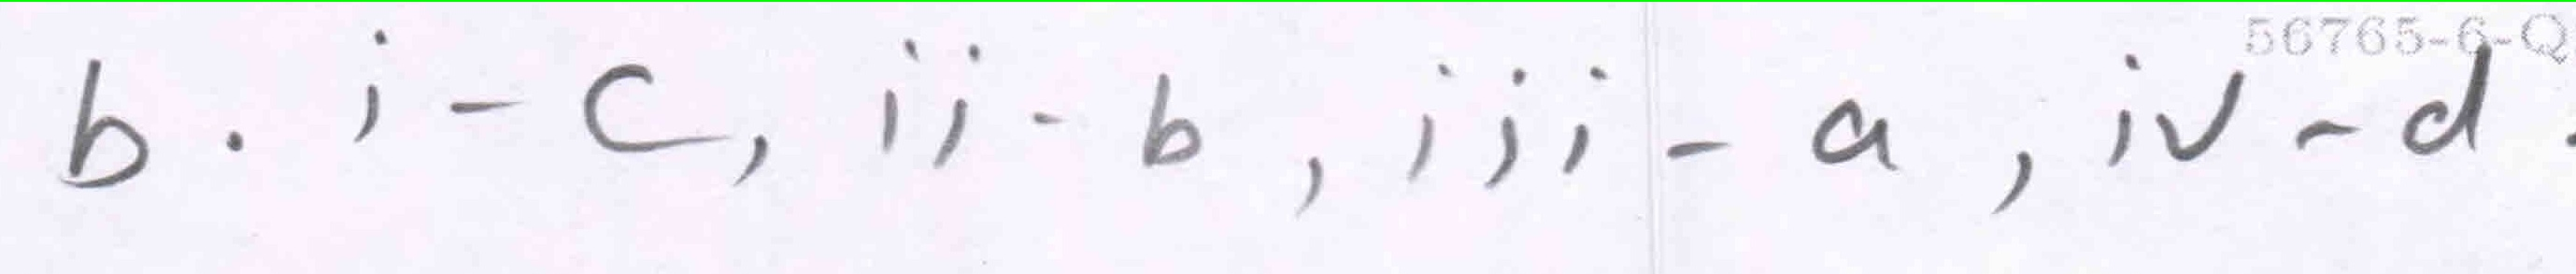 56765-6-Q
b. i - c, ii - b, iii - a, iv - d.